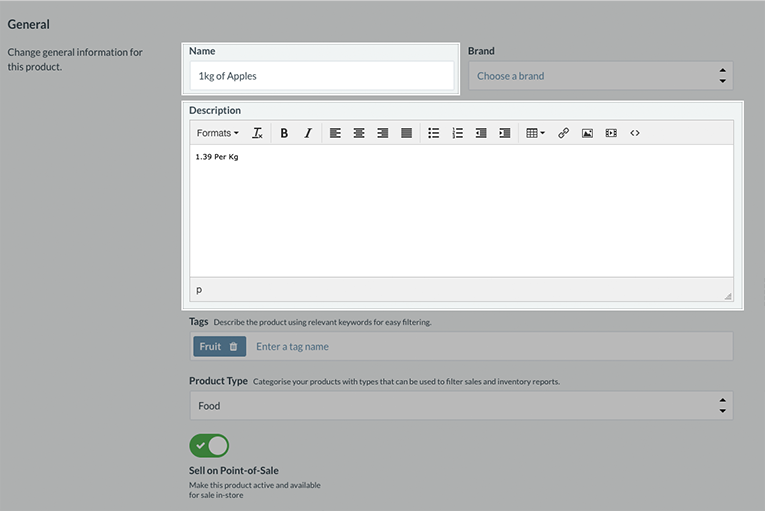 General
Change general information for
this product.
Name
Brand
1kg of Apples
Choose a brand
Description
Formats
B I
1.39 Per Kg
p
Tags Describe the product using relevant keywords for easy filtering.
Fruit Enter a tag name
Product Type Categorise your products with types that can be used to filter sales and inventory reports.
Food
Sell on Point-of-Sale
Make this product active and available
for sale in-store